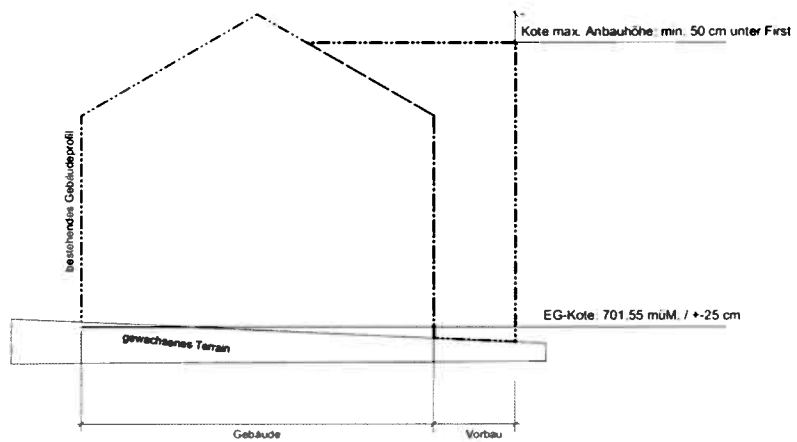 Kote max. Anbauhöhe: min. 50 cm unter First
bestehendes Gebäudeprofil
EG-Kote: 701.55 müM. / +-25 cm
gewachsenes Terrain
Gebäude
Vorbau